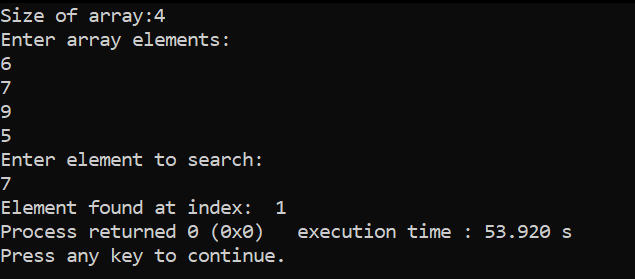 Size of array:4
Enter array elements:
6
7
9
5
Enter element to search:
7
Element found at index:  1
Process returned 0 (0x0)   execution time : 53.920 s
Press any key to continue.